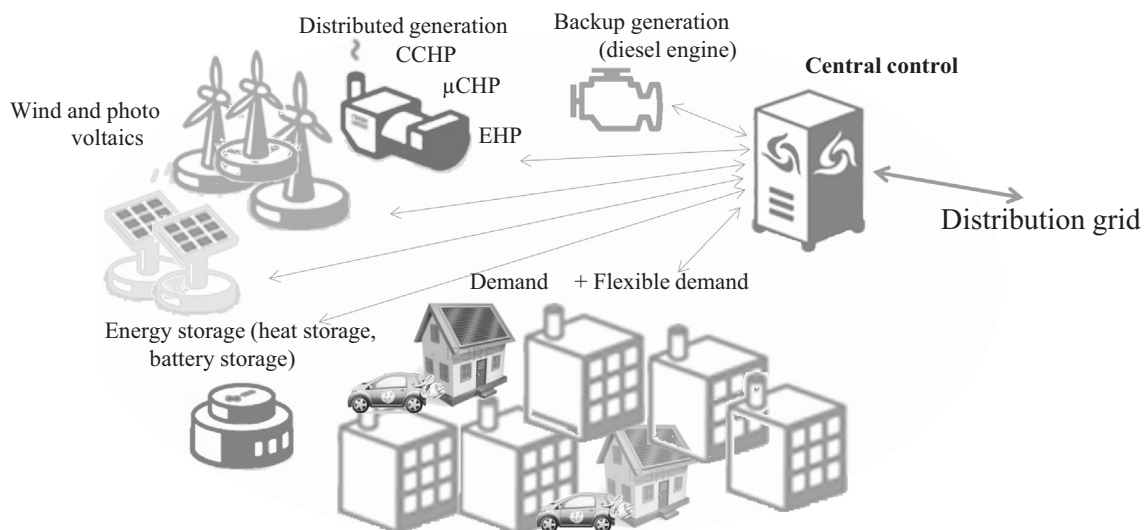 Distributed generation
CCHP
µCHP
EHP
Backup generation
(diesel engine)
Central control
Wind and photo
voltaics
Distribution grid
Demand + Flexible demand
Energy storage (heat storage,
battery storage)